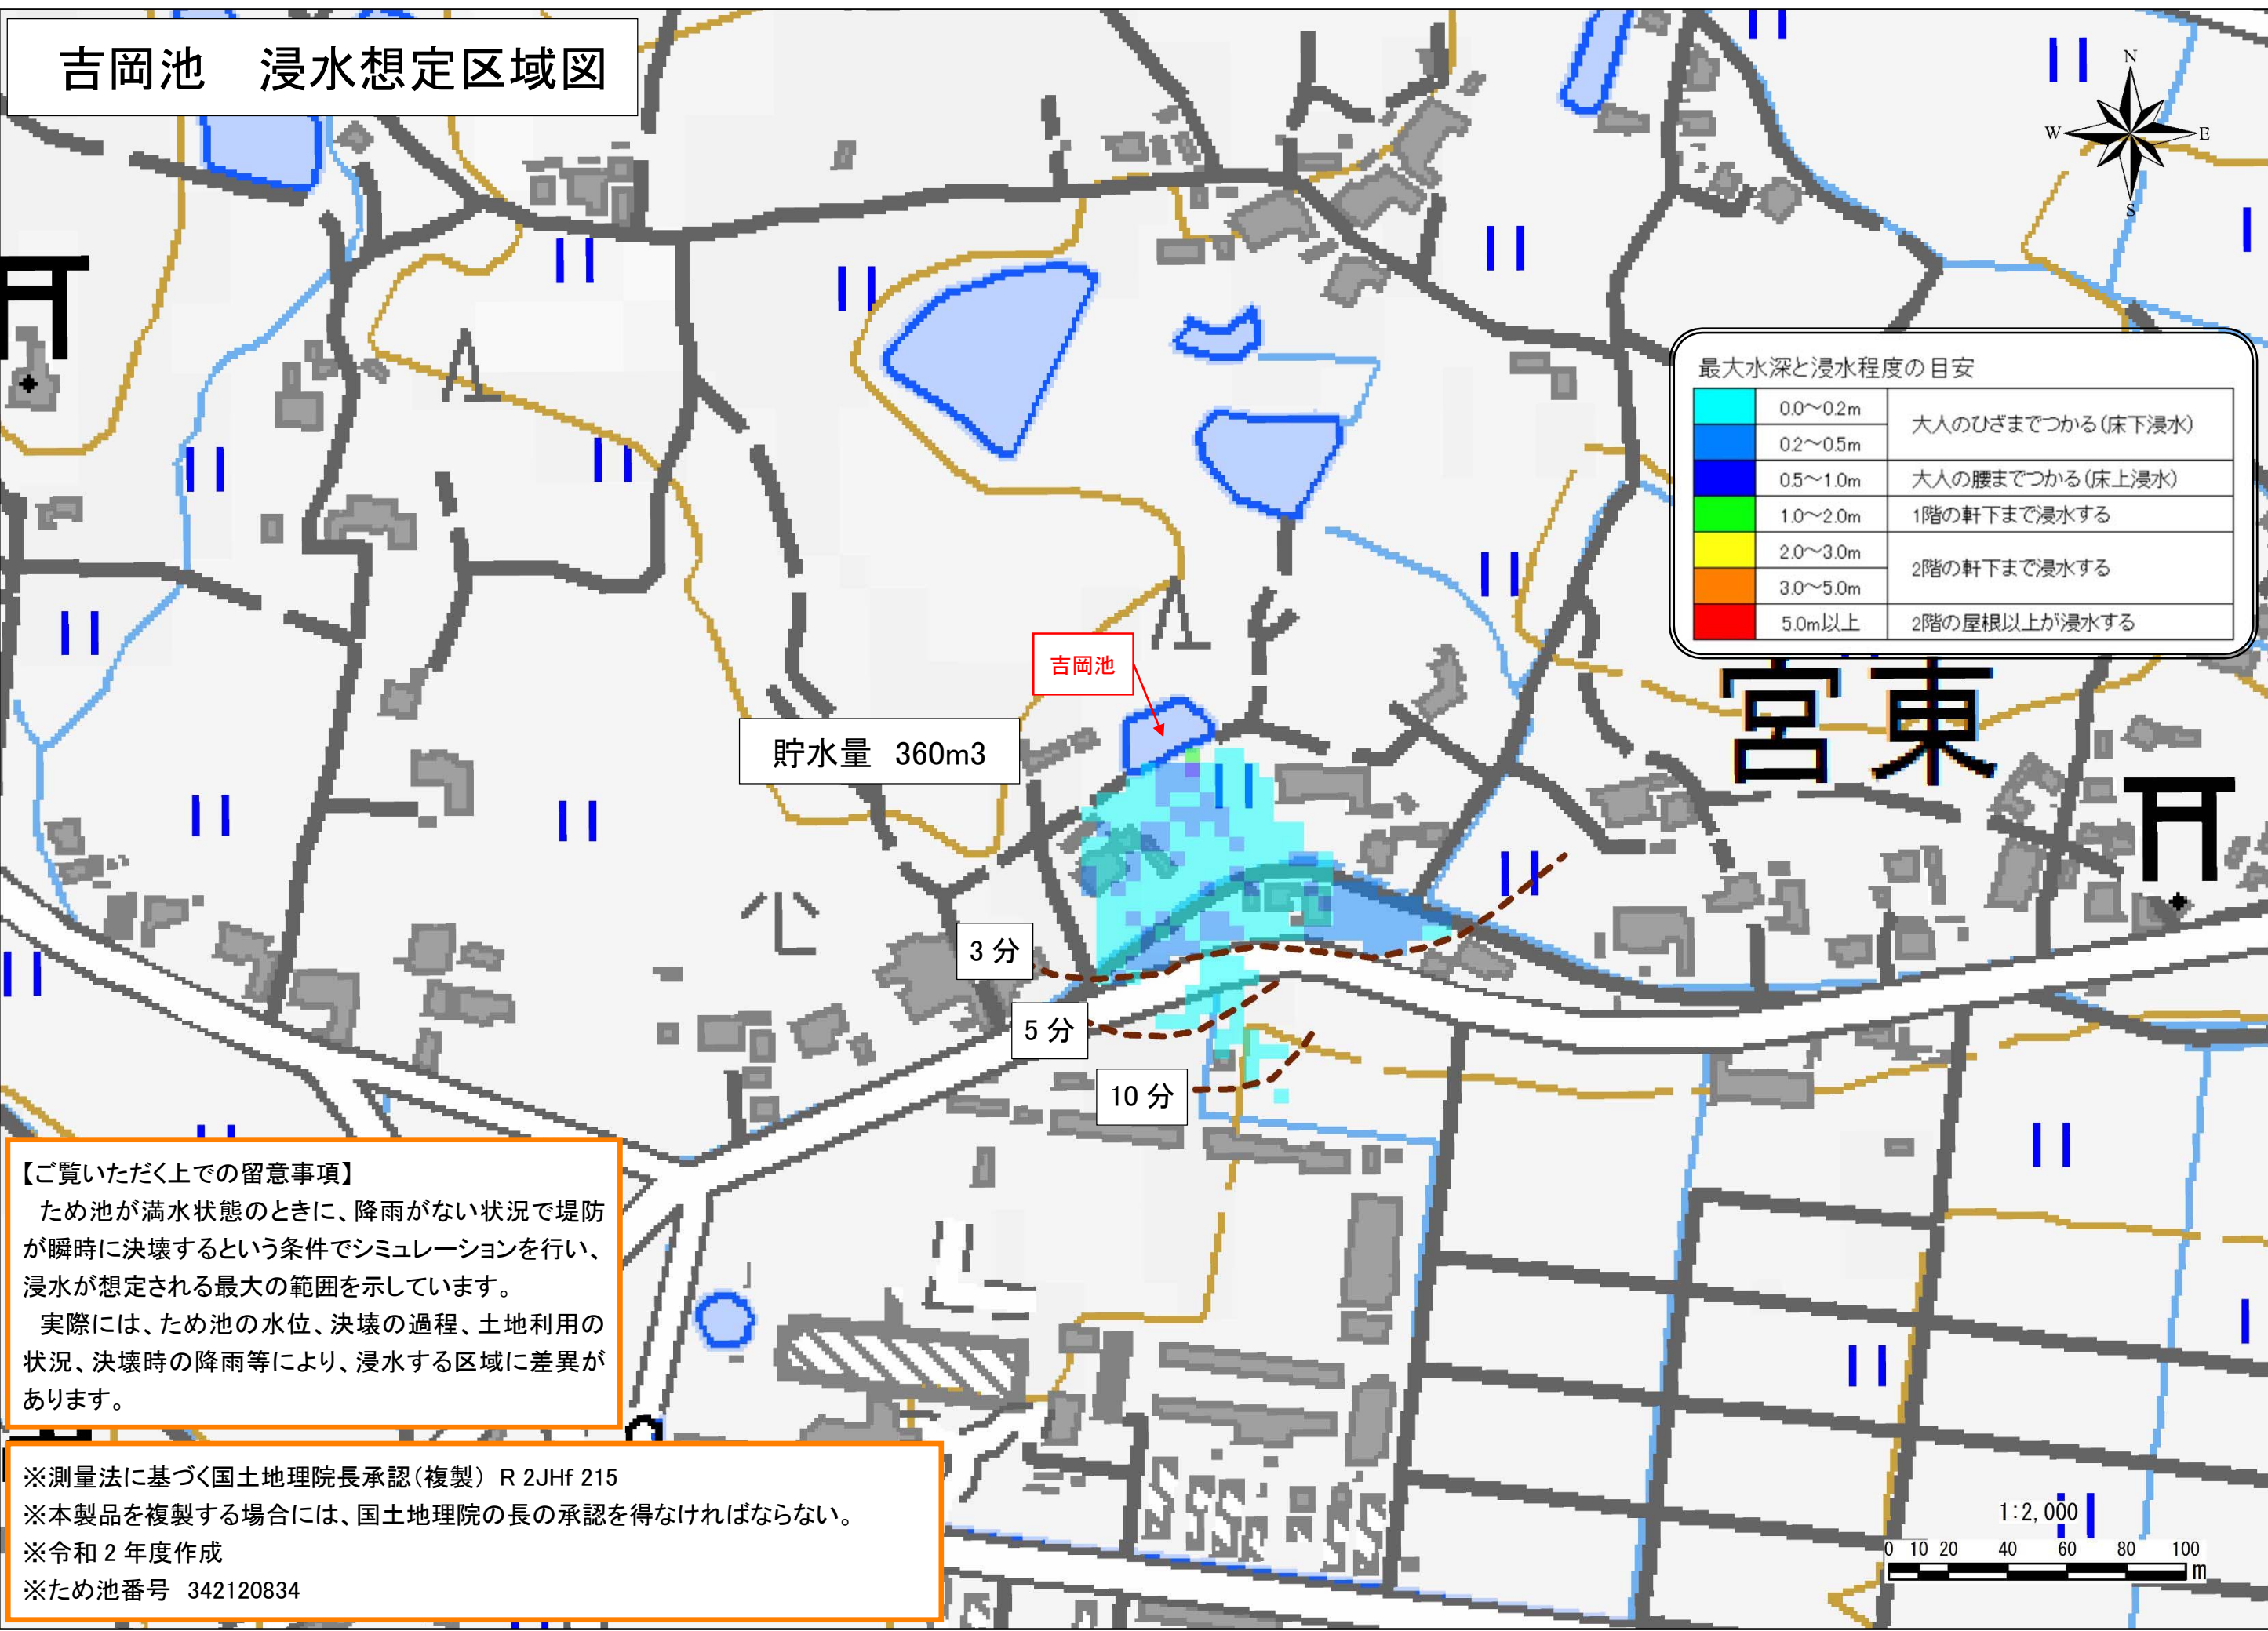 吉岡池　浸水想定区域図
N
W
E
S
最大水深と浸水程度の目安
0.0～0.2m
大人のひざまでつかる(床下浸水)
0.2～0.5m
0.5～1.0m
大人の腰までつかる(床上浸水)
1.0～2.0m
1階の軒下まで浸水する
2.0～3.0m
2階の軒下まで浸水する
3.0～5.0m
5.0m以上
2階の屋根以上が浸水する
吉岡池
宮東
貯水量 360m3
3 分
5 分
10 分
【ご覧いただく上での留意事項】
ため池が満水状態のときに、降雨がない状況で堤防
が瞬時に決壊するという条件でシミュレーションを行い、
浸水が想定される最大の範囲を示しています。
実際には、ため池の水位、決壊の過程、土地利用の
状況、決壊時の降雨等により、浸水する区域に差異が
あります。
※測量法に基づく国土地理院長承認(複製) R 2JHf 215
※本製品を複製する場合には、国土地理院の長の承認を得なければならない。
※令和 2 年度作成
※ため池番号 342120834
1:2,000
0 10 20 40 60 80 100
m